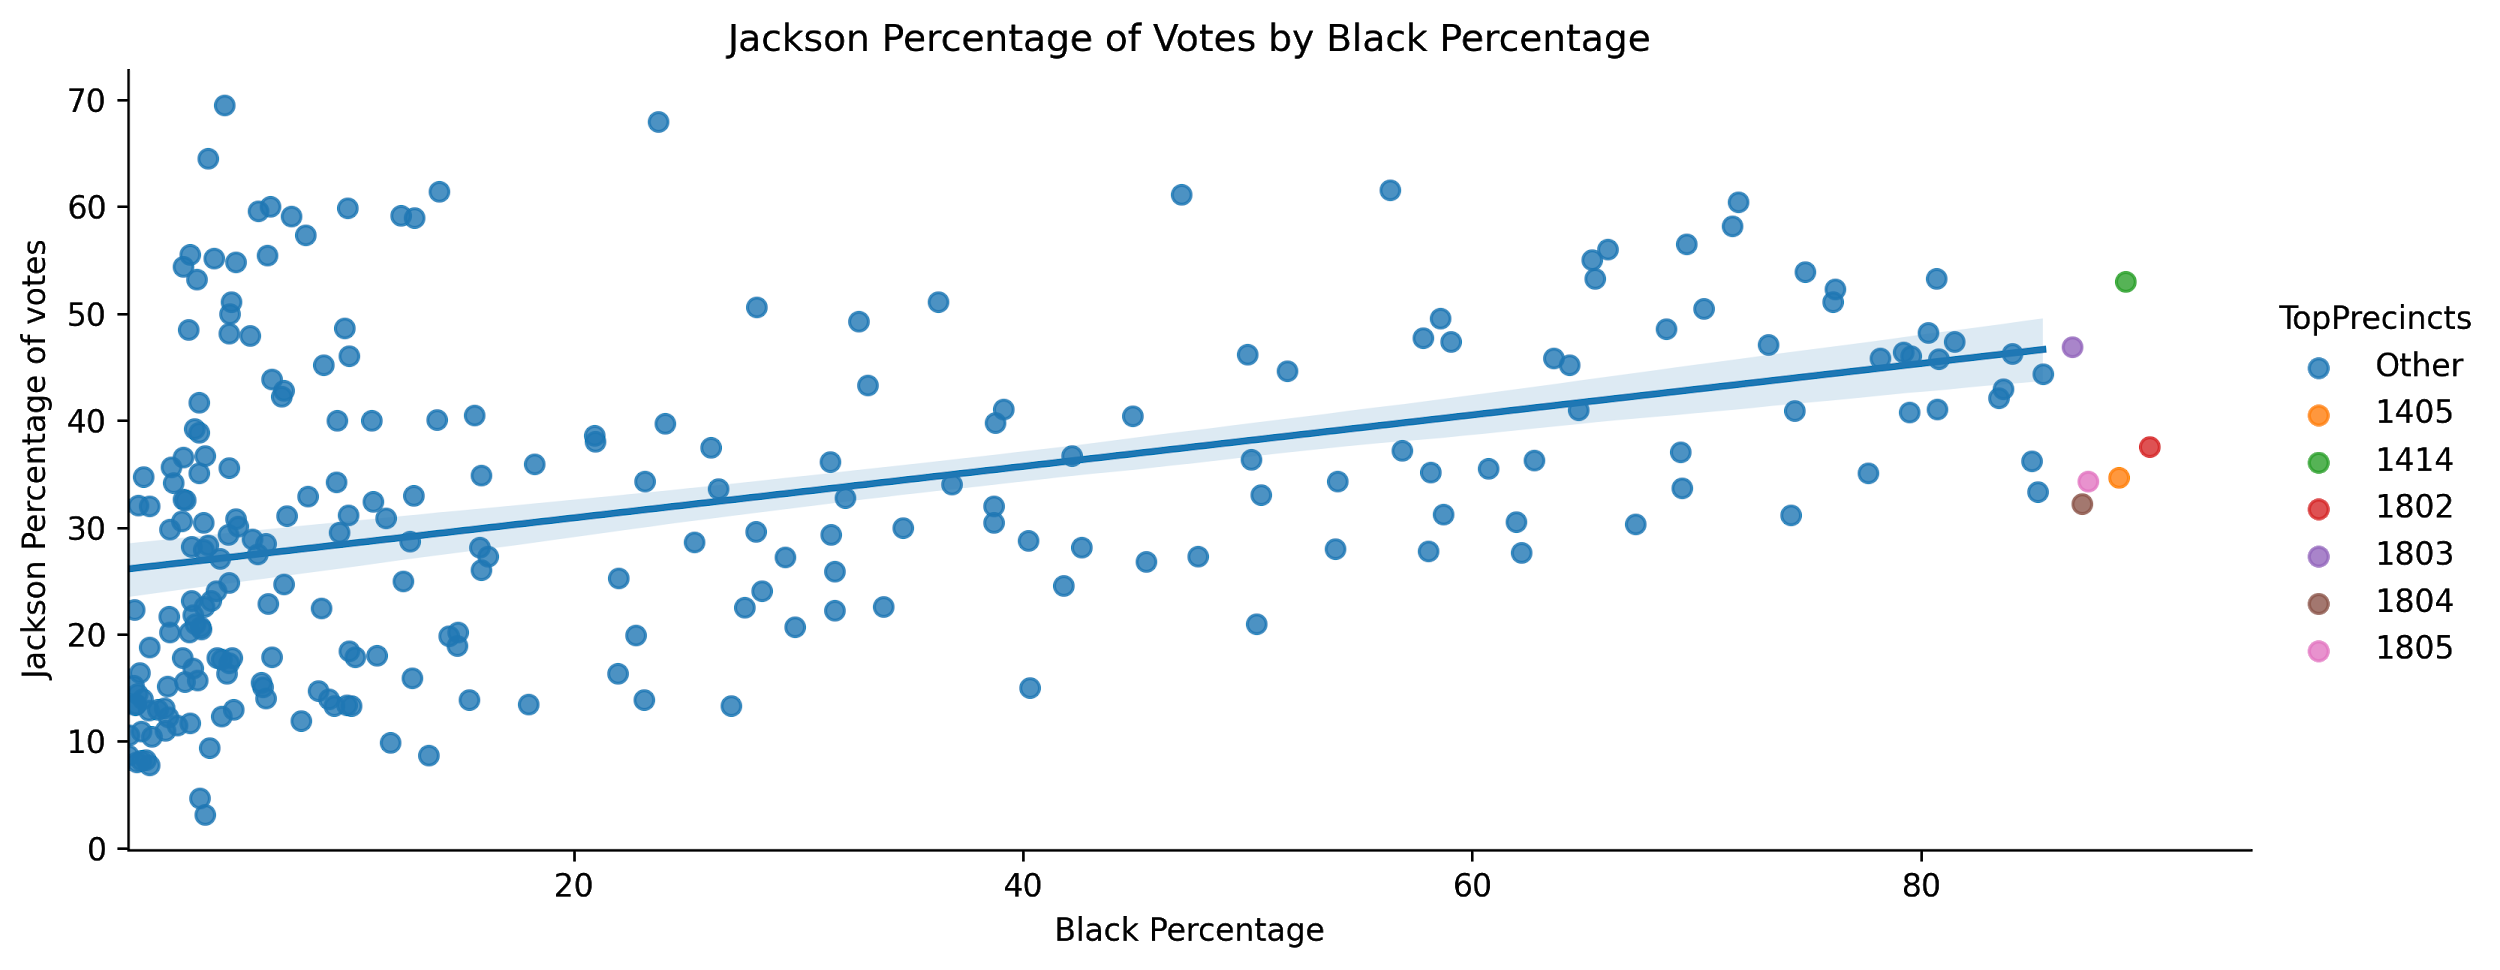 Jackson Percentage of Votes by Black Percentage
Jackson Percentage of votes
70
60
50
40
30
20
10
0
20 40 60 80
Black Percentage
TopPrecincts
Other
1405
1414
1802
1803
1804
1805